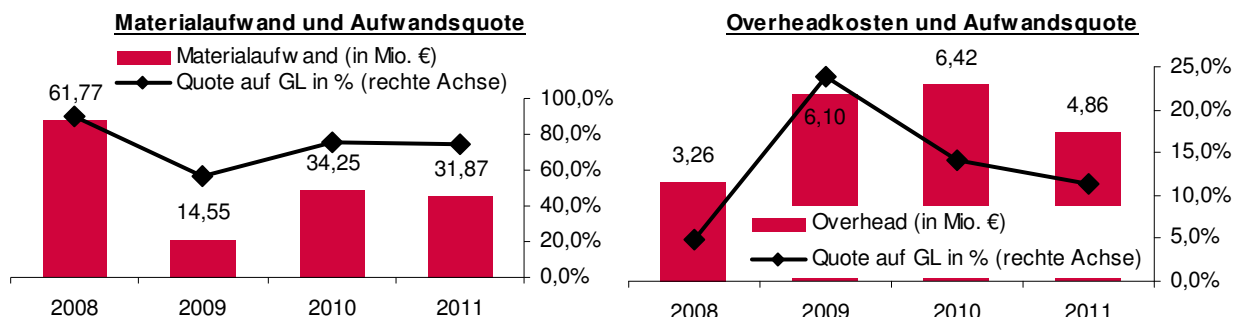 Materialaufwand und Aufwandsquote
Materialaufwand (in Mio. €)
Quote auf GL in % (rechte Achse)
61,77
14,55
34,25
31,87
100,0%
80,0%
60,0%
40,0%
20,0%
0,0%
2008 2009 2010 2011
Overheadkosten und Aufwandsquote
3,26
6,10
6,42
4,86
25,0%
20,0%
15,0%
10,0%
5,0%
0,0%
Overhead (in Mio. €)
Quote auf GL in % (rechte Achse)
2008 2009 2010 2011